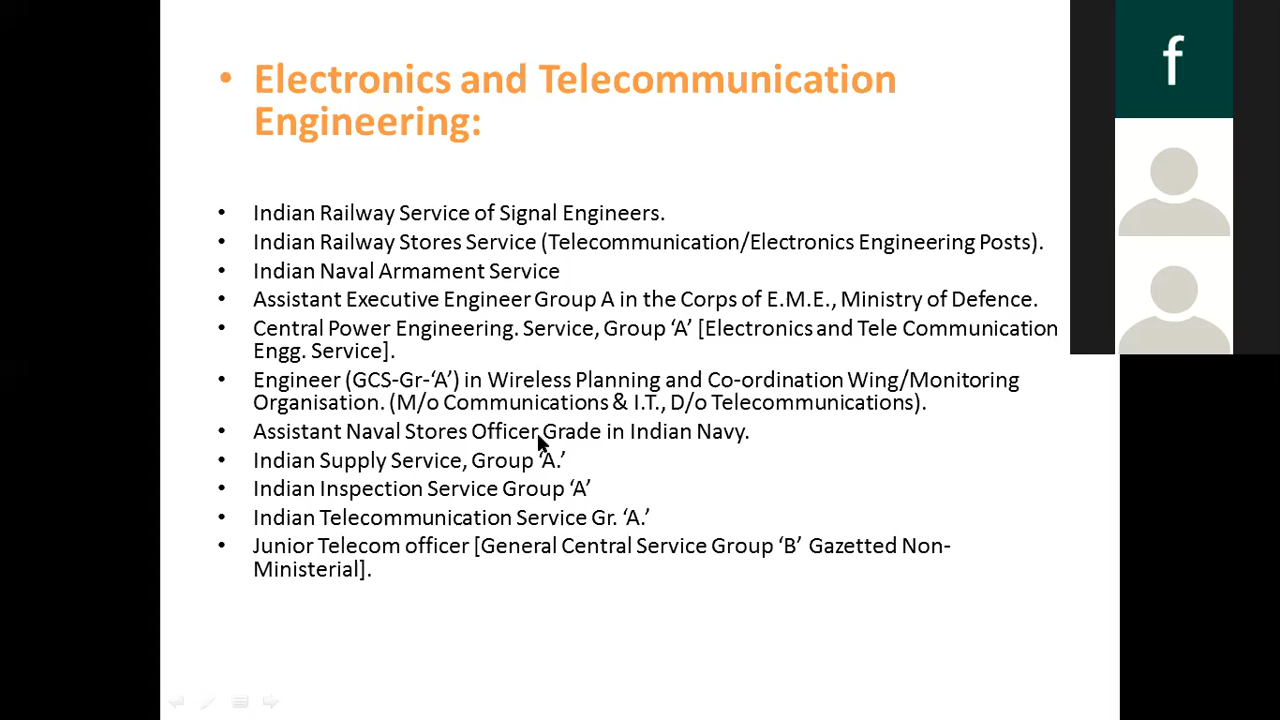 • Electronics and Telecommunication
Engineering:
• Indian Railway Service of Signal Engineers.
• Indian Railway Stores Service (Telecommunication/Electronics Engineering Posts).
• Indian Naval Armament Service
• Assistant Executive Engineer Group A in the Corps of E.M.E., Ministry of Defence.
• Central Power Engineering. Service, Group ‘A’ [Electronics and Tele Communication
Engg. Service].
• Engineer (GCS-Gr-‘A’) in Wireless Planning and Co-ordination Wing/Monitoring
Organisation. (M/o Communications & I.T., D/o Telecommunications).
• Assistant Naval Stores Officer Grade in Indian Navy.
• Indian Supply Service, Group ‘A.’
• Indian Inspection Service Group ‘A’
• Indian Telecommunication Service Gr. ‘A.’
• Junior Telecom officer [General Central Service Group ‘B’ Gazetted Non-
Ministerial].
f